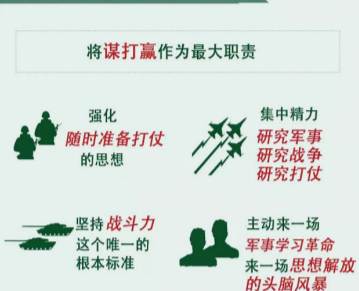 将谋打赢作为最大职责
强化
随时准备打仗
的思想
集中精力
研究军事
研究战争
研究打仗
坚持战斗力
这个唯一的
根本标准
主动来一场
军事学习革命
来一场思想解放
的头脑风暴